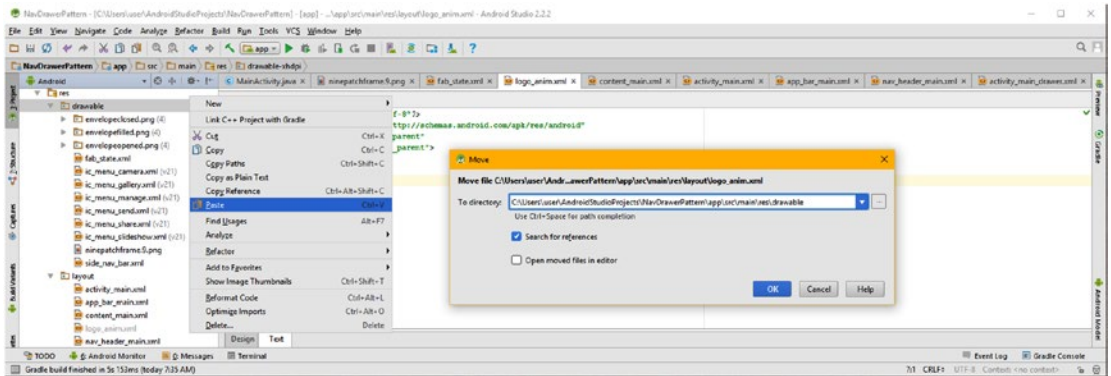 NavDrawerPattern - [C:\Users\user\AndroidStudioProjects\NavDrawerPattern] - [app] - ...\app\src\main\res\layout\logo_anim.xml - Android Studio 2.2.2
File Edit View Navigate Code Analyze Refactor Build Run Tools VCS Window Help
app
NavDrawerPattern app src main res drawable-xhdpi
Android
MainActivity.java × ninepatchframe.9.png × fab_state.xml × logo_anim.xml × content_main.xml × activity_main.xml × app_bar_main.xml × nav_header_main.xml × activity_main_drawer.xml ×
res
drawable
envelopeclosed.png (4)
envelopefilled.png (4)
envelopeopened.png (4)
fab_state.xml
ic_menu_camera.xml (v21)
ic_menu_gallery.xml (v21)
ic_menu_manage.xml (v21)
ic_menu_send.xml (v21)
ic_menu_share.xml (v21)
ic_menu_slideshow.xml (v21)
ninepatchframe.9.png
side_nav_bar.xml
layout
activity_main.xml
app_bar_main.xml
content_main.xml
logo_anim.xml
nav_header_main.xml
New
Link C++ Project with Gradle
Cut Ctrl+X
Copy Ctrl+C
Copy Paths Ctrl+Shift+C
Copy as Plain Text
Copy Reference Ctrl+Alt+Shift+C
Paste Ctrl+V
Find Usages Alt+F7
Analyze
Refactor
Add to Favorites
Show Image Thumbnails Ctrl+Shift+T
Reformat Code Ctrl+Alt+L
Optimize Imports Ctrl+Alt+O
Delete... Delete
f-8"?>
ttp://schemas.android.com/apk/res/android"
parent"
_parent">
Move
Move file C:\Users\user\Andr...awerPattern\app\src\main\res\layout\logo_anim.xml
To directory: C:\Users\user\AndroidStudioProjects\NavDrawerPattern\app\src\main\res\drawable
Use Ctrl+Space for path completion
Search for references
Open moved files in editor
OK Cancel Help
Design Text
1: Project
7: Structure
Captures
Build Variants
Preview
Gradle
Android Model
TODO 6: Android Monitor 0: Messages Terminal
Event Log Gradle Console
Gradle build finished in 5s 153ms (today 7:35 AM)
7:1 CRLF÷ UTF-8 Context: <no context>